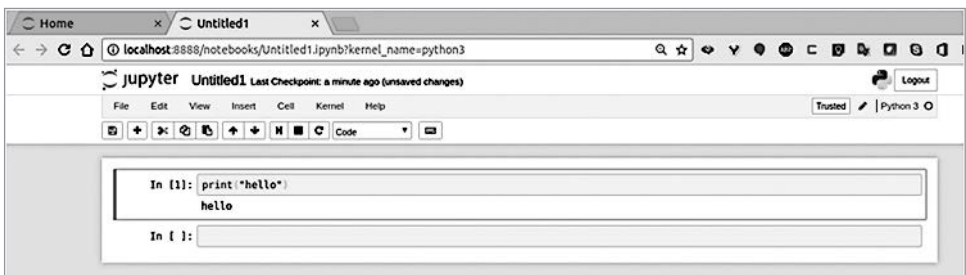 Home
Untitled1
localhost:8888/notebooks/Untitled1.ipynb?kernel_name=python3
jupyter Untitled1 Last Checkpoint: a minute ago (unsaved changes)
Logout
File Edit View Insert Cell Kernel Help
Trusted Python 3
Code
In [1]: print("hello")
hello
In [ ]: